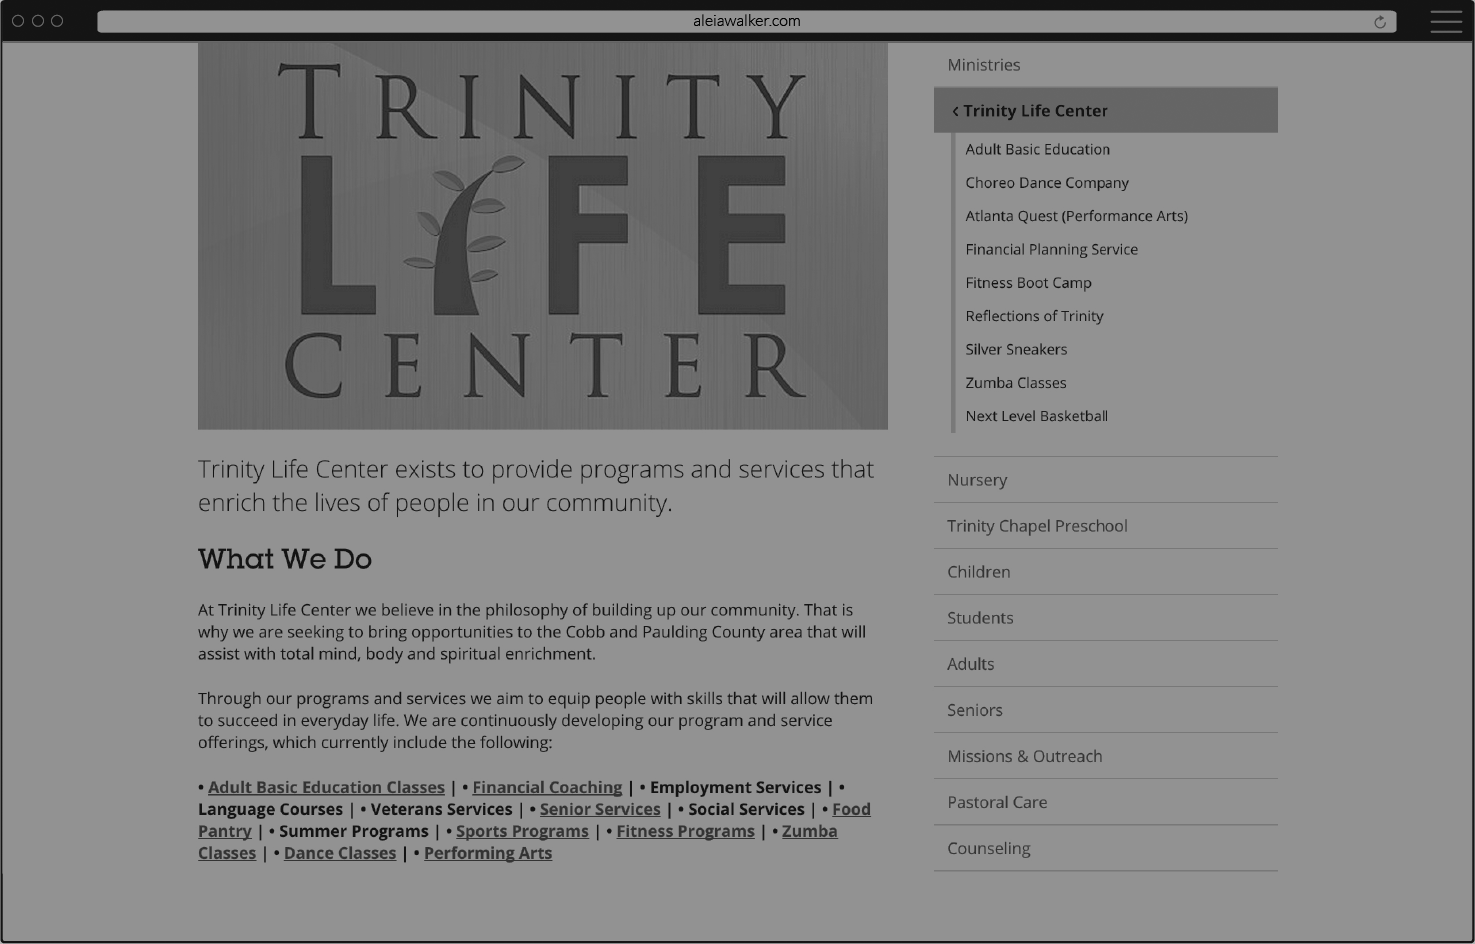 aleiawalker.com
TRINITY
LIFE
CENTER
Trinity Life Center exists to provide programs and services that
enrich the lives of people in our community.
What We Do
At Trinity Life Center we believe in the philosophy of building up our community. That is
why we are seeking to bring opportunities to the Cobb and Paulding County area that will
assist with total mind, body and spiritual enrichment.
Through our programs and services we aim to equip people with skills that will allow them
to succeed in everyday life. We are continuously developing our program and service
offerings, which currently include the following:
• Adult Basic Education Classes | • Financial Coaching | • Employment Services | •
Language Courses | • Veterans Services | • Senior Services | • Social Services | • Food
Pantry | • Summer Programs | • Sports Programs | • Fitness Programs | • Zumba
Classes | • Dance Classes | • Performing Arts
Ministries
< Trinity Life Center
Adult Basic Education
Choreo Dance Company
Atlanta Quest (Performance Arts)
Financial Planning Service
Fitness Boot Camp
Reflections of Trinity
Silver Sneakers
Zumba Classes
Next Level Basketball
Nursery
Trinity Chapel Preschool
Children
Students
Adults
Seniors
Missions & Outreach
Pastoral Care
Counseling